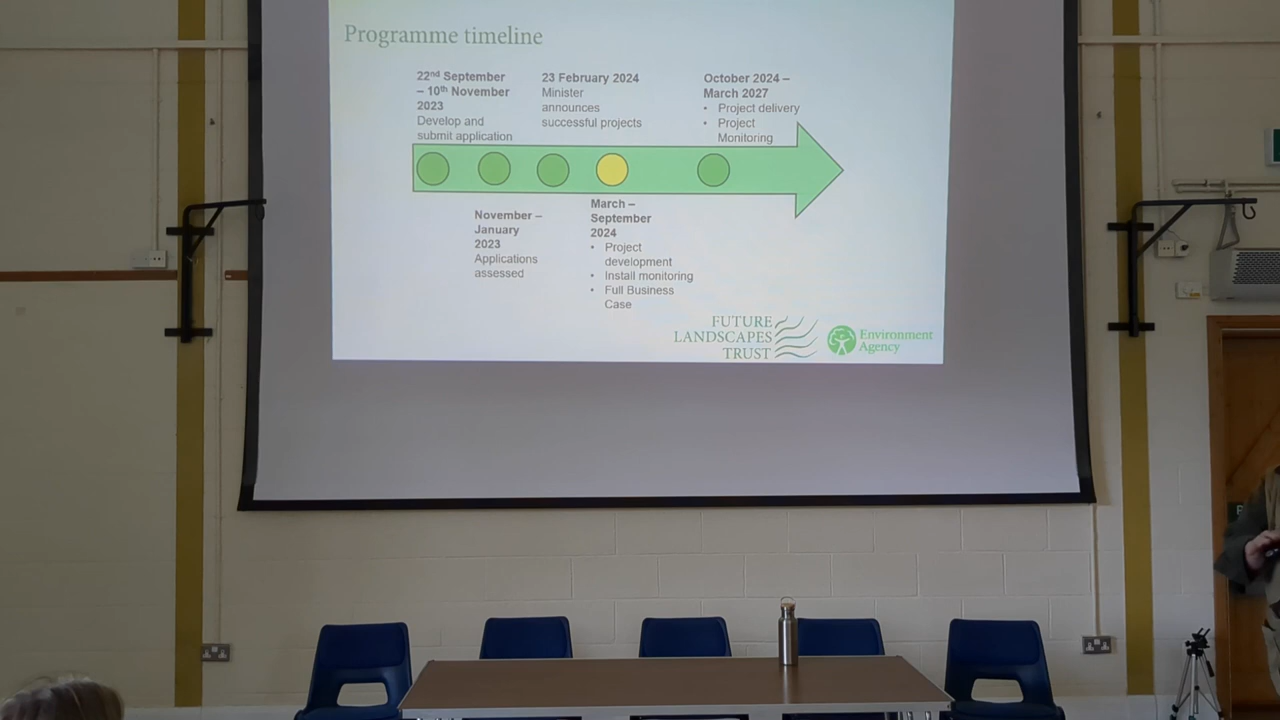 Programme timeline
22nd September
– 10th November
2023
Develop and
submit application
23 February 2024
Minister
announces
successful projects
October 2024 –
March 2027
• Project delivery
• Project
Monitoring
November –
January
2023
Applications
assessed
March –
September
2024
• Project
development
• Install monitoring
• Full Business
Case
FUTURE
LANDSCAPES
TRUST
Environment
Agency